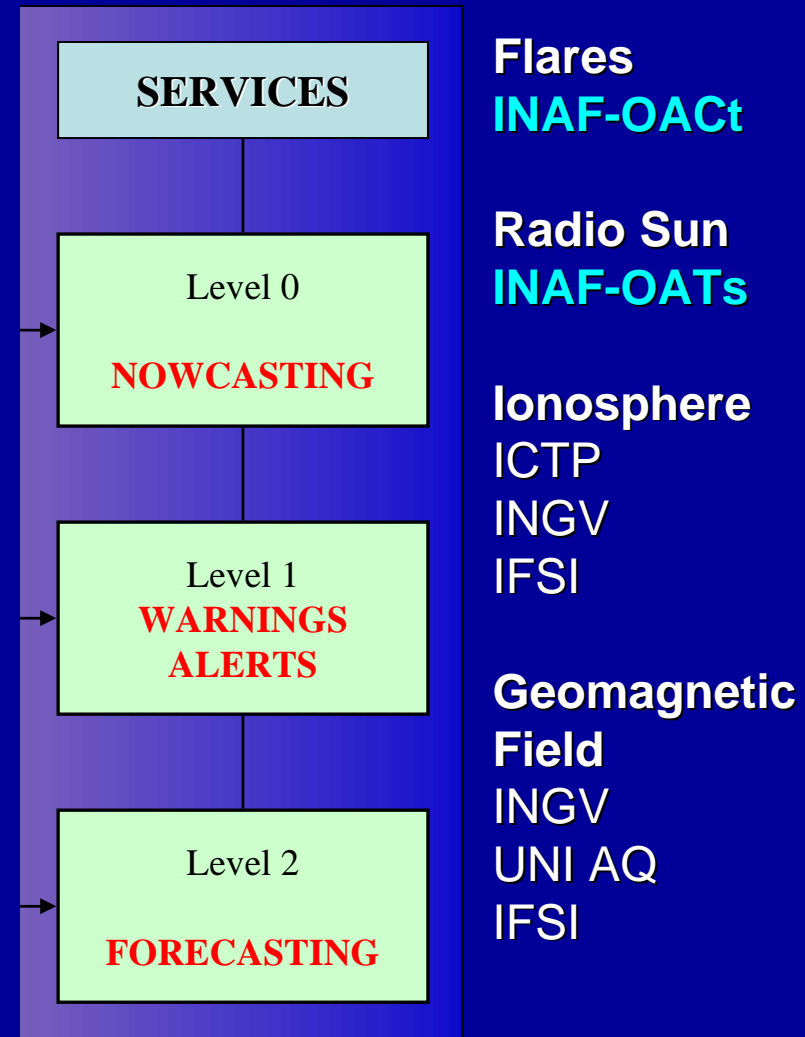 SERVICES
Level 0
NOWCASTING
Level 1
WARNINGS
ALERTS
Level 2
FORECASTING
Flares
INAF-OACt
Radio Sun
INAF-OATs
Ionosphere
ICTP
INGV
IFSI
Geomagnetic
Field
INGV
UNI AQ
IFSI